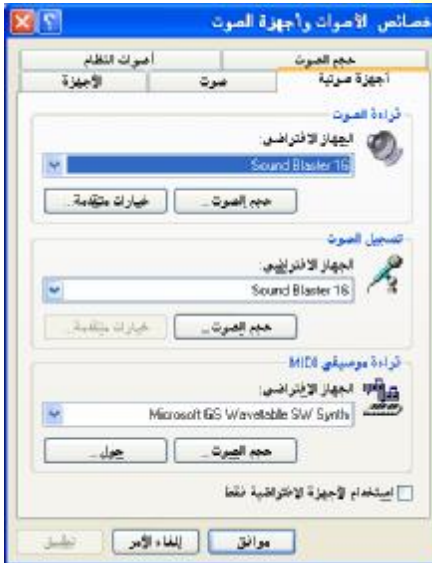 خصائص الأصوات وأجهزة الصوت
حجم الصوت
أصوات النظام
أجهزة صوتية
صوت
الأجهزة
قراءة الصوت
الجهاز الافتراضي:
Sound Blaster 16
حجم الصوت...
خيارات متقدمة...
تسجيل الصوت
الجهاز الافتراضي:
Sound Blaster 16
حجم الصوت...
خيارات متقدمة...
قراءة موسيقى MIDI
الجهاز الافتراضي:
Microsoft GS Wavetable SW Synth
حجم الصوت...
حول...
استخدام الأجهزة الافتراضية فقط
موافق
إلغاء الأمر
تطبيق